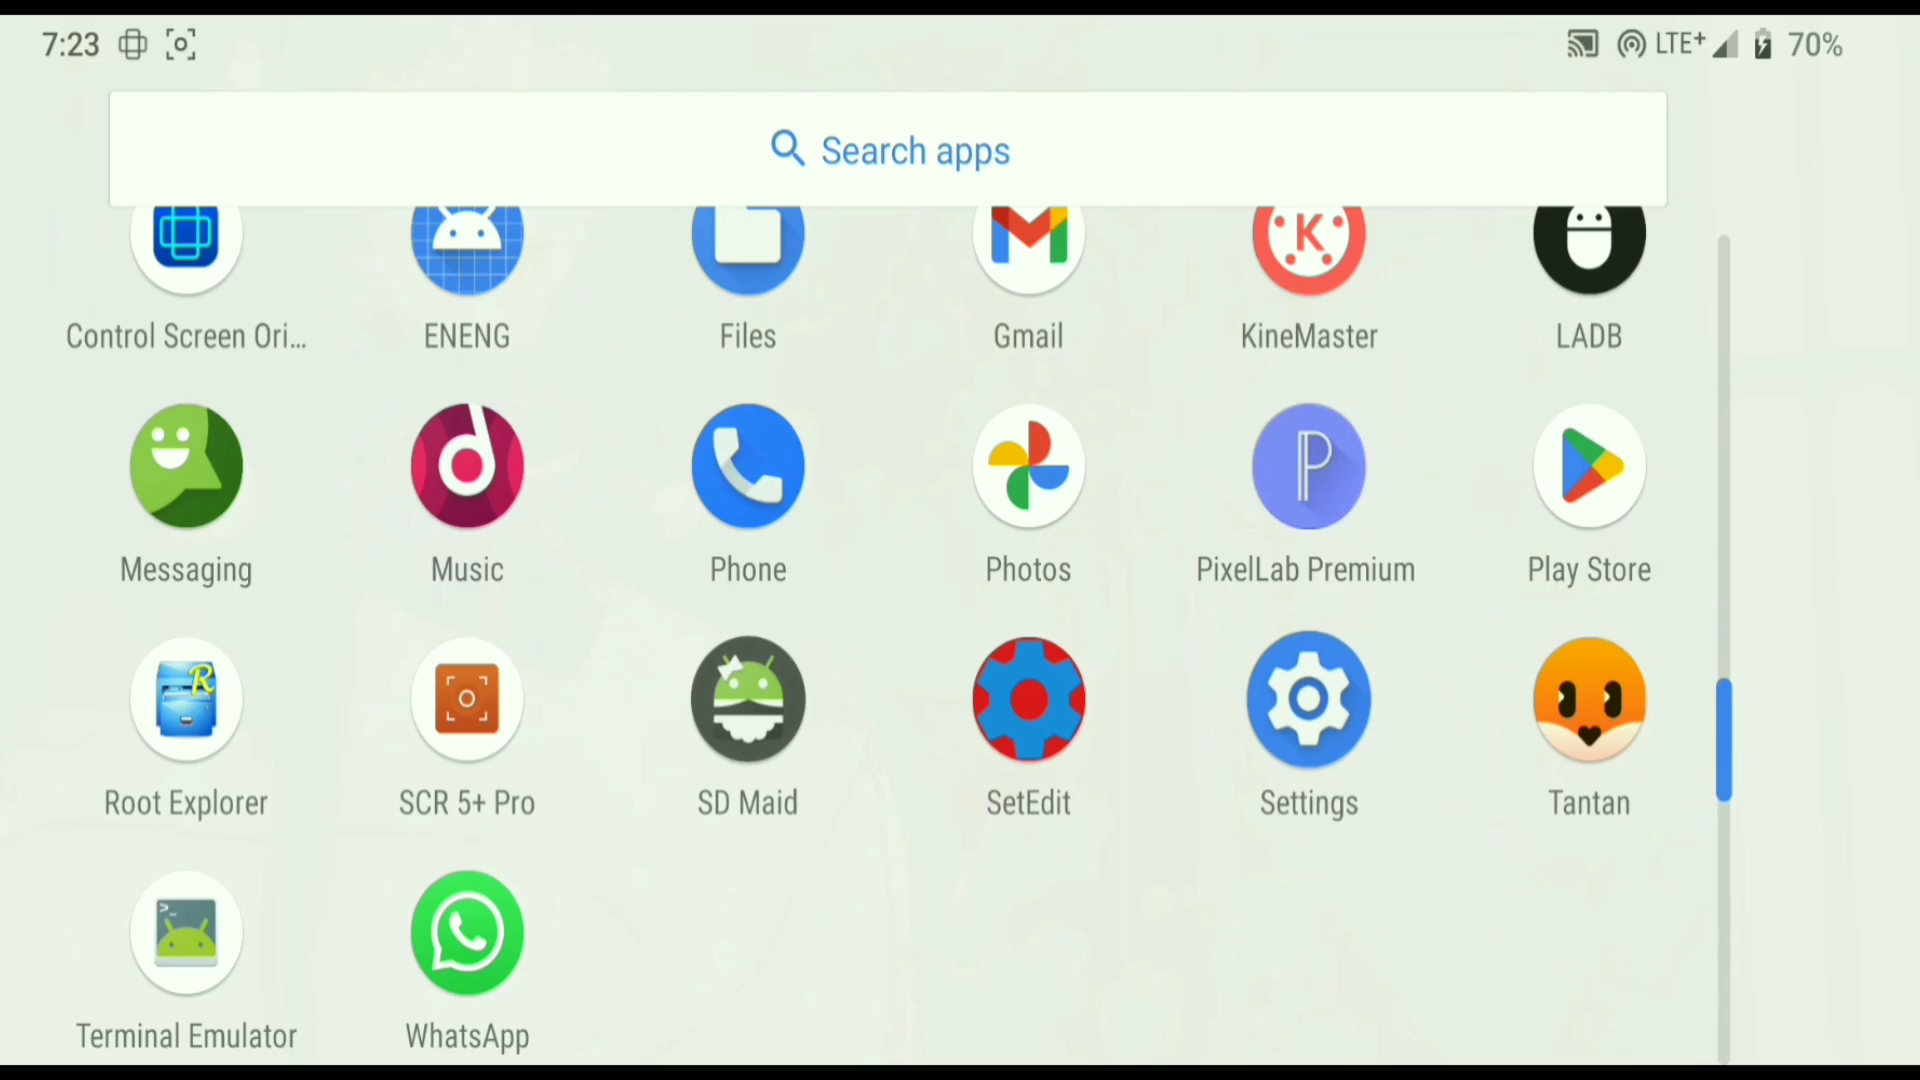 7:23 LTE+ 70%
Search apps
Control Screen Ori... ENENG Files Gmail KineMaster LADB
Messaging Music Phone Photos PixelLab Premium Play Store
Root Explorer SCR 5+ Pro SD Maid SetEdit Settings Tantan
Terminal Emulator WhatsApp